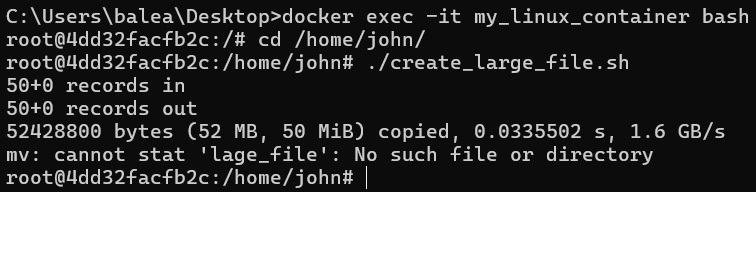 C:\Users\balea\Desktop>docker exec -it my_linux_container bash
root@4dd32facfb2c:/# cd /home/john/
root@4dd32facfb2c:/home/john# ./create_large_file.sh
50+0 records in
50+0 records out
52428800 bytes (52 MB, 50 MiB) copied, 0.0335502 s, 1.6 GB/s
mv: cannot stat 'lage_file': No such file or directory
root@4dd32facfb2c:/home/john#